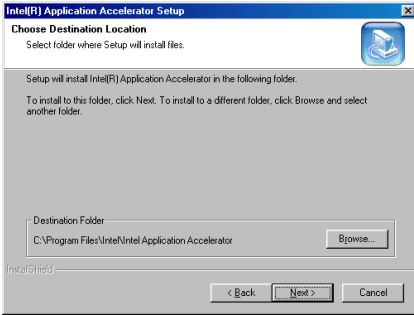 Intel(R) Application Accelerator Setup
Choose Destination Location
Select folder where Setup will install files.
Setup will install Intel(R) Application Accelerator in the following folder.
To install to this folder, click Next. To install to a different folder, click Browse and select
another folder.
Destination Folder
C:\Program Files\Intel\Intel Application Accelerator
Browse...
InstallShield
< Back
Next >
Cancel